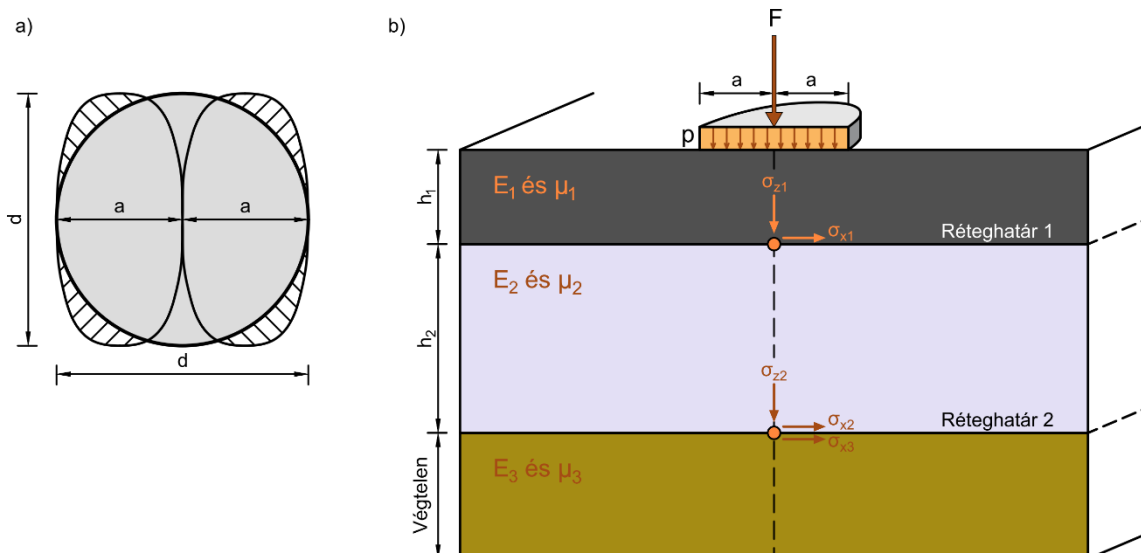 a)
d
a
a
d
b)
F
a
a
p
h₁
E₁ és μ₁
σz1
σx1
Réteghatár 1
h₂
E₂ és μ₂
σz2
σx2
Réteghatár 2
σx3
Végtelen
E₃ és μ₃